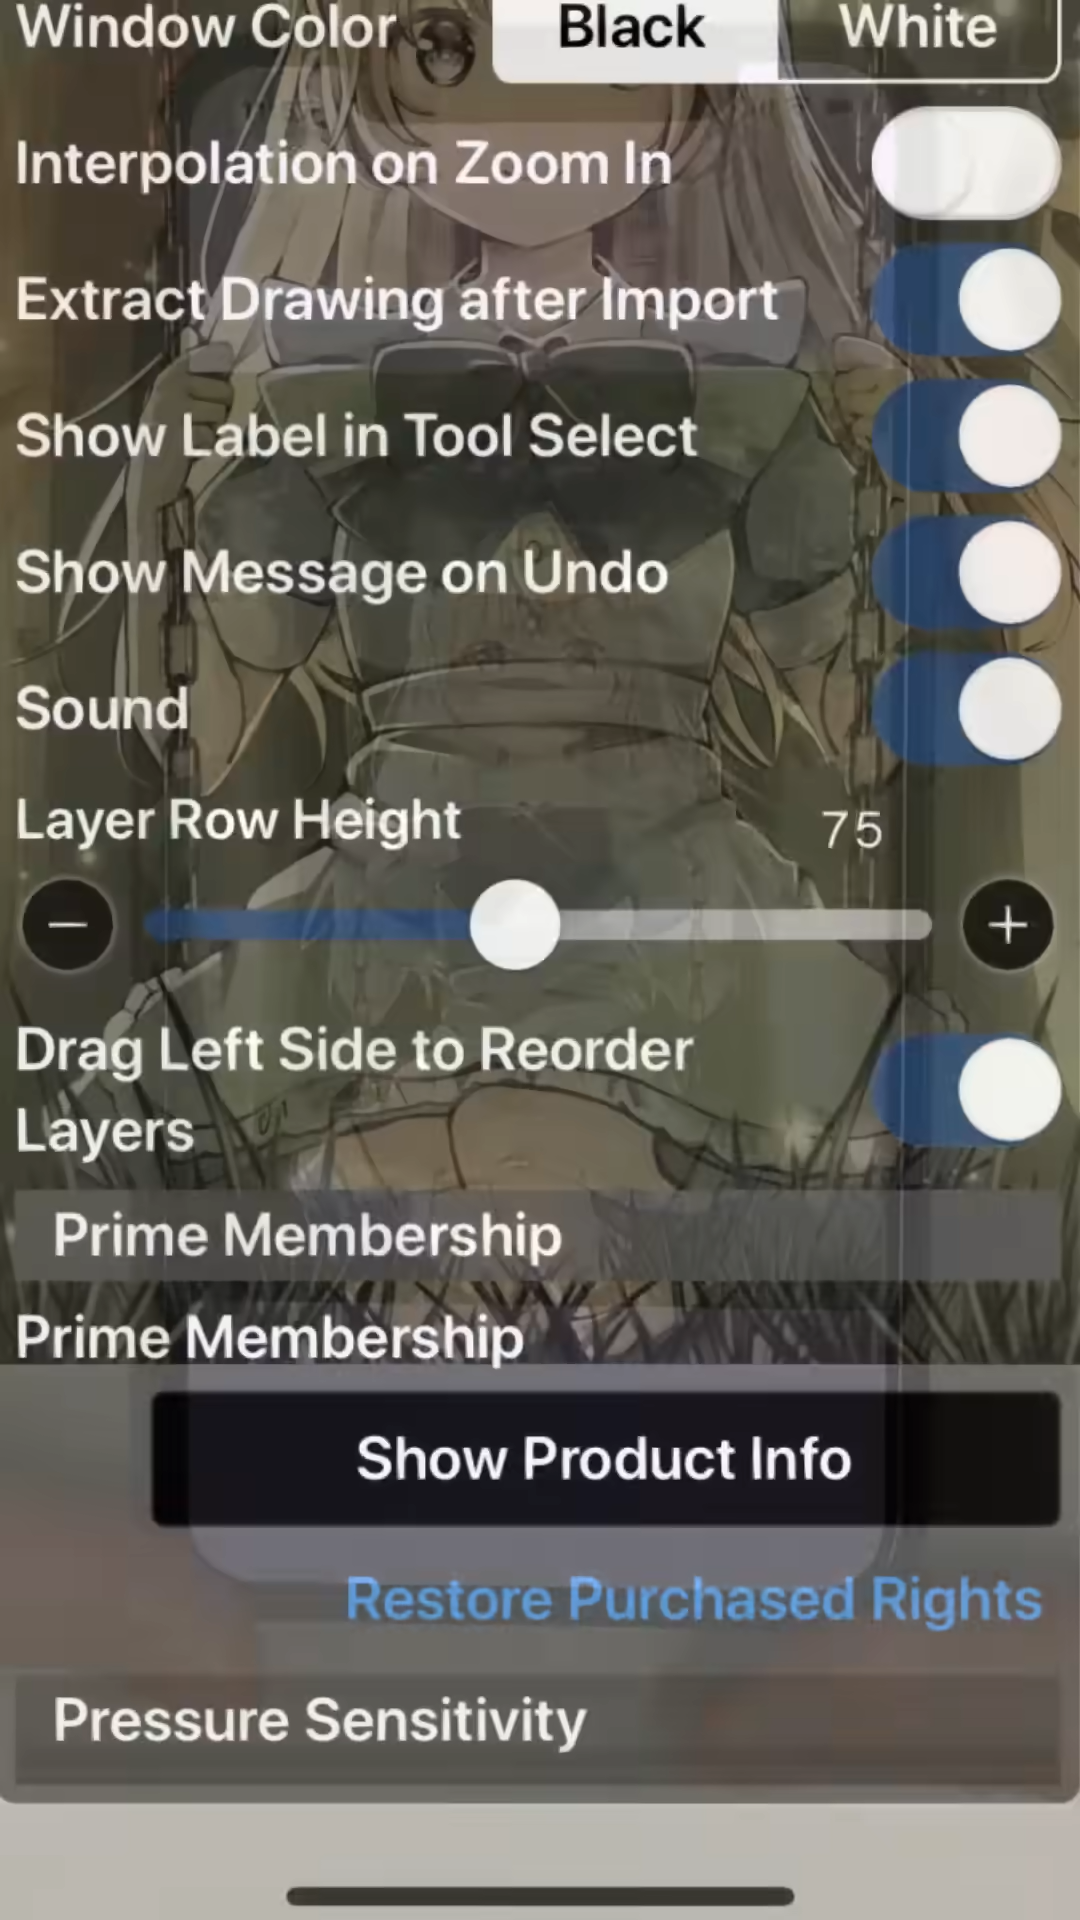 Window Color
Black
White
Interpolation on Zoom In
Extract Drawing after Import
Show Label in Tool Select
Show Message on Undo
Sound
Layer Row Height
75
Drag Left Side to Reorder
Layers
Prime Membership
Prime Membership
Show Product Info
Restore Purchased Rights
Pressure Sensitivity